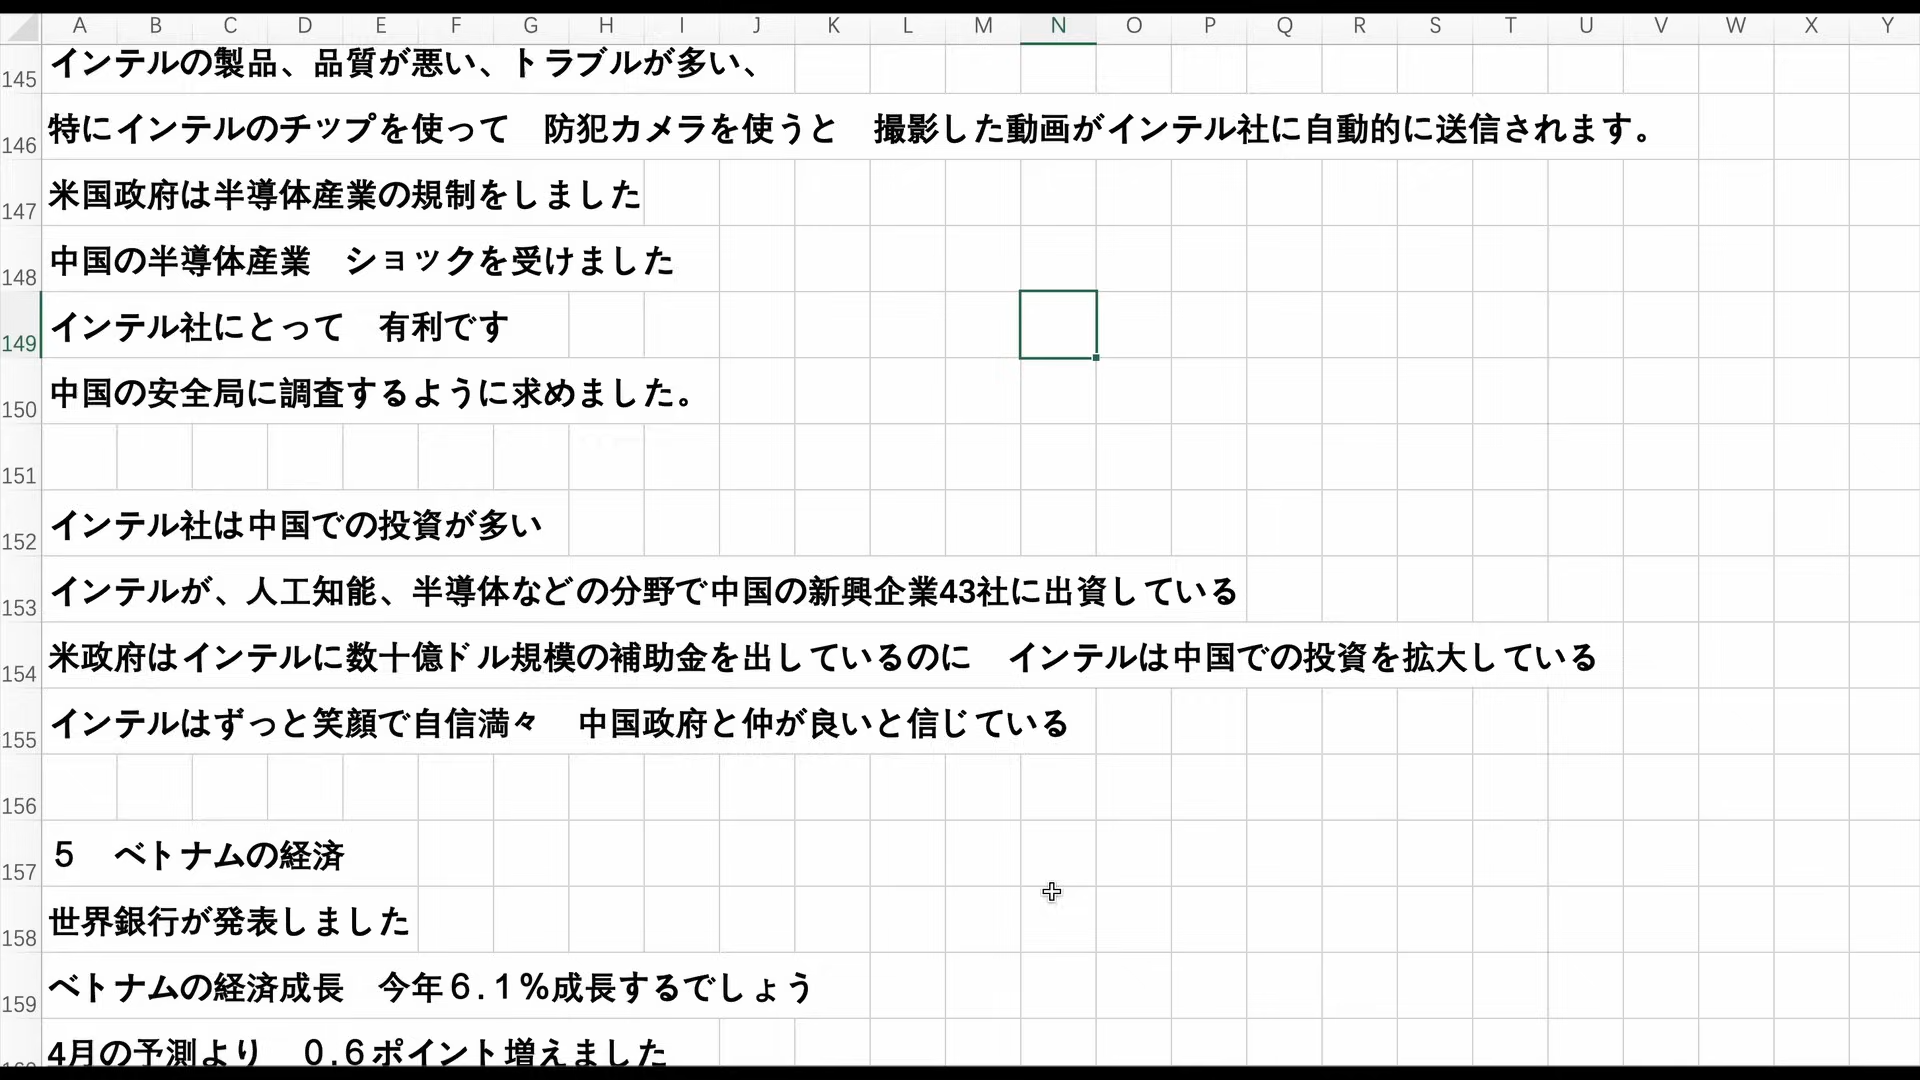 A B C D E F G H I J K L M N O P Q R S T U V W X Y
145 インテルの製品、品質が悪い、トラブルが多い、
146 特にインテルのチップを使って　防犯カメラを使うと　撮影した動画がインテル社に自動的に送信されます。
147 米国政府は半導体産業の規制をしました
148 中国の半導体産業　ショックを受けました
149 インテル社にとって　有利です
150 中国の安全局に調査するように求めました。
151
152 インテル社は中国での投資が多い
153 インテルが、人工知能、半導体などの分野で中国の新興企業43社に出資している
154 米政府はインテルに数十億ドル規模の補助金を出しているのに　インテルは中国での投資を拡大している
155 インテルはずっと笑顔で自信満々　中国政府と仲が良いと信じている
156
157 ５　ベトナムの経済
158 世界銀行が発表しました
159 ベトナムの経済成長　今年６.１％成長するでしょう
4月の予測より　０.６ポイント増えました